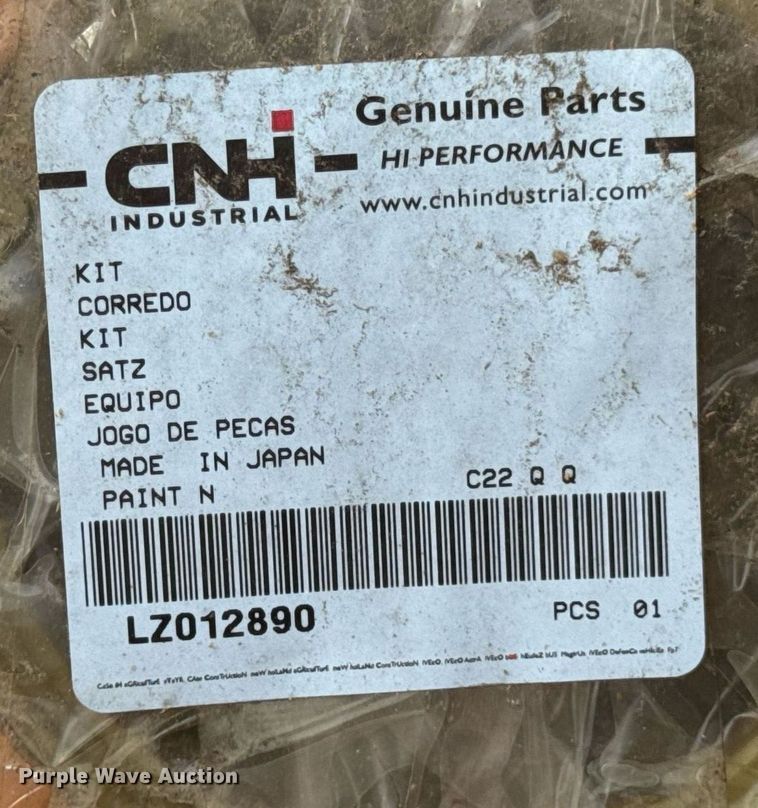 Genuine Parts
CNH
INDUSTRIAL
HI-PERFORMANCE
www.cnhindustrial.com
KIT
CORREDO
KIT
SATZ
EQUIPO
JOGO DE PECAS
MADE IN JAPAN
PAINT N
C22 Q Q
LZ012890
PCS 01
Purple Wave Auction